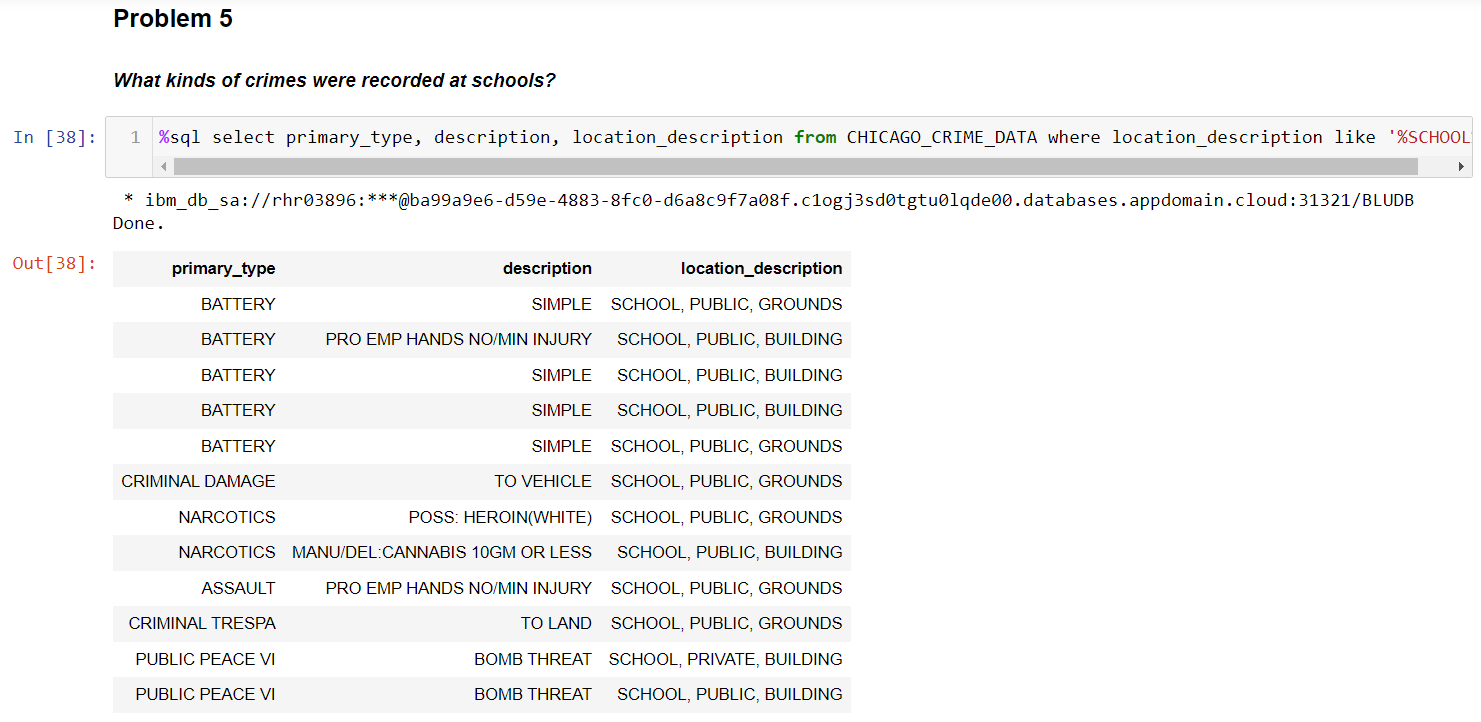 Problem 5
What kinds of crimes were recorded at schools?
In [38]: 1 %sql select primary_type, description, location_description from CHICAGO_CRIME_DATA where location_description like '%SCHOOL
* ibm_db_sa://rhr03896:***@ba99a9e6-d59e-4883-8fc0-d6a8c9f7a08f.c1ogj3sd0tgtu0lqde00.databases.appdomain.cloud:31321/BLUDB
Done.
Out[38]: primary_type description location_description
BATTERY SIMPLE SCHOOL, PUBLIC, GROUNDS
BATTERY PRO EMP HANDS NO/MIN INJURY SCHOOL, PUBLIC, BUILDING
BATTERY SIMPLE SCHOOL, PUBLIC, BUILDING
BATTERY SIMPLE SCHOOL, PUBLIC, BUILDING
BATTERY SIMPLE SCHOOL, PUBLIC, GROUNDS
CRIMINAL DAMAGE TO VEHICLE SCHOOL, PUBLIC, GROUNDS
NARCOTICS POSS: HEROIN(WHITE) SCHOOL, PUBLIC, GROUNDS
NARCOTICS MANU/DEL:CANNABIS 10GM OR LESS SCHOOL, PUBLIC, BUILDING
ASSAULT PRO EMP HANDS NO/MIN INJURY SCHOOL, PUBLIC, GROUNDS
CRIMINAL TRESPA TO LAND SCHOOL, PUBLIC, GROUNDS
PUBLIC PEACE VI BOMB THREAT SCHOOL, PRIVATE, BUILDING
PUBLIC PEACE VI BOMB THREAT SCHOOL, PUBLIC, BUILDING